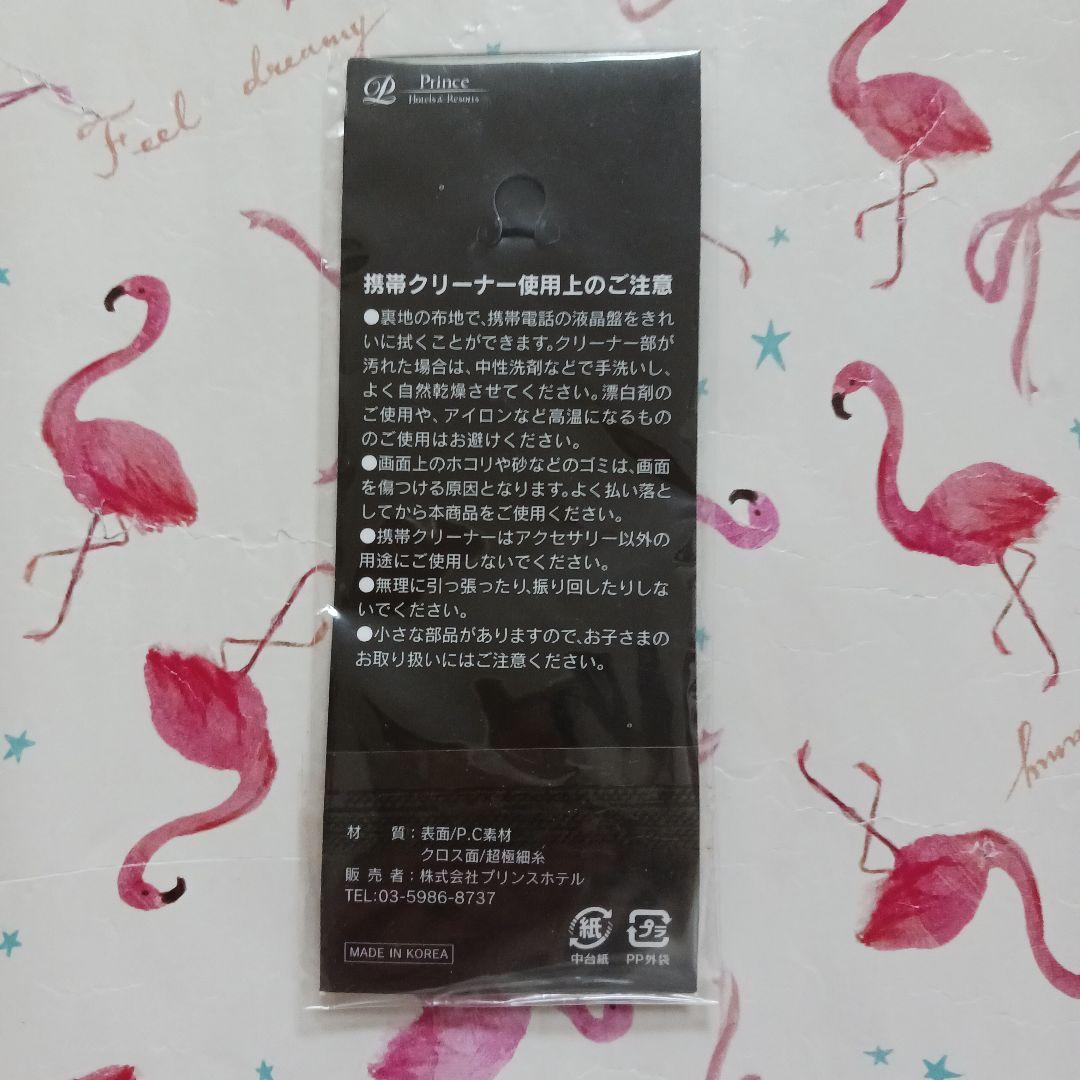 Feel dreamy
Prince
Hotels & Resorts
携帯クリーナー使用上のご注意
●裏地の布地で、携帯電話の液晶盤をきれ
いに拭くことができます。クリーナー部が
汚れた場合は、中性洗剤などで手洗いし、
よく自然乾燥させてください。漂白剤の
ご使用や、アイロンなど高温になるもの
のご使用はお避けください。
●画面上のホコリや砂などのゴミは、画面
を傷つける原因となります。よく払い落と
してから本商品をご使用ください。
●携帯クリーナーはアクセサリー以外の
用途にご使用しないでください。
●無理に引っ張ったり、振り回したりしな
いでください。
●小さな部品がありますので、お子さまの
お取り扱いにはご注意ください。
材 質：表面/P.C素材
クロス面/超極細糸
販売者：株式会社プリンスホテル
TEL:03-5986-8737
MADE IN KOREA
紙
中台紙
プラ
PP外袋